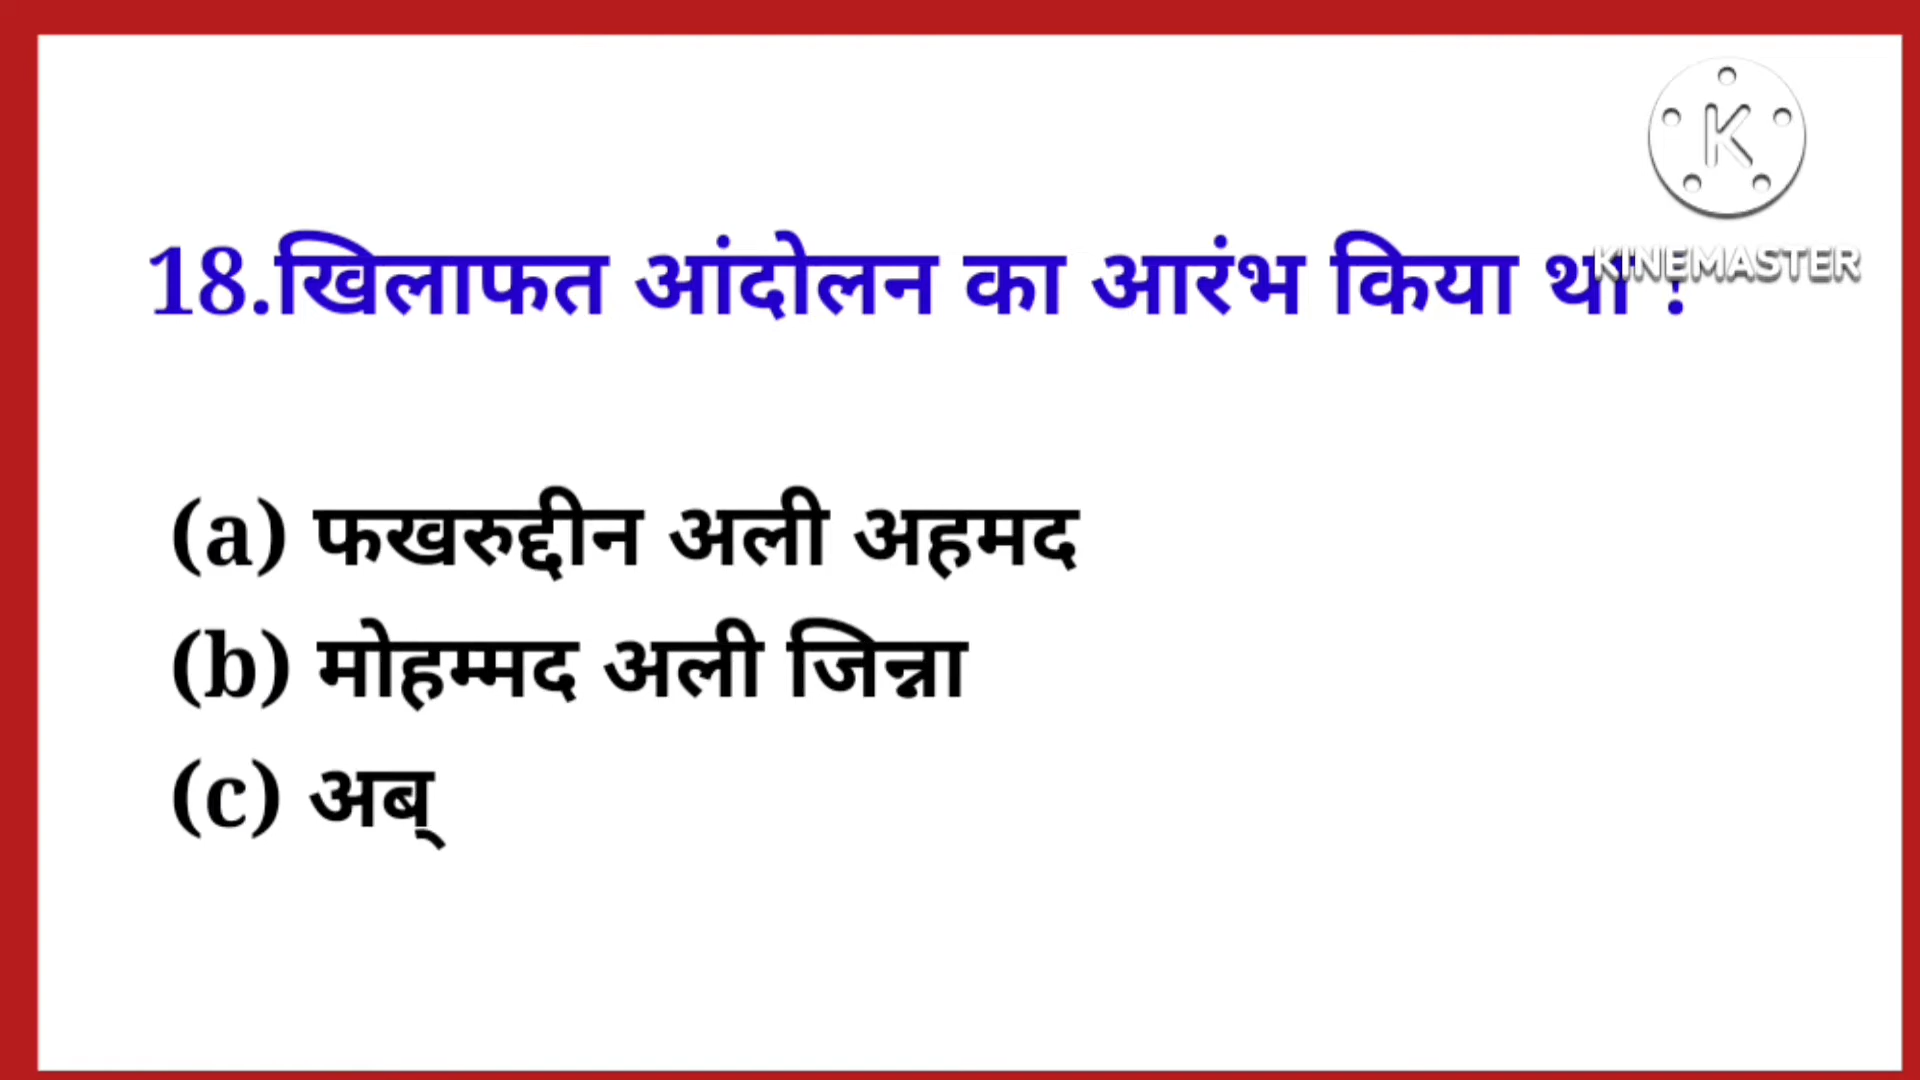 K
KINEMASTER
18.खिलाफत आंदोलन का आरंभ किया था ?
(a) फखरुद्दीन अली अहमद
(b) मोहम्मद अली जिन्ना
(c) अब्